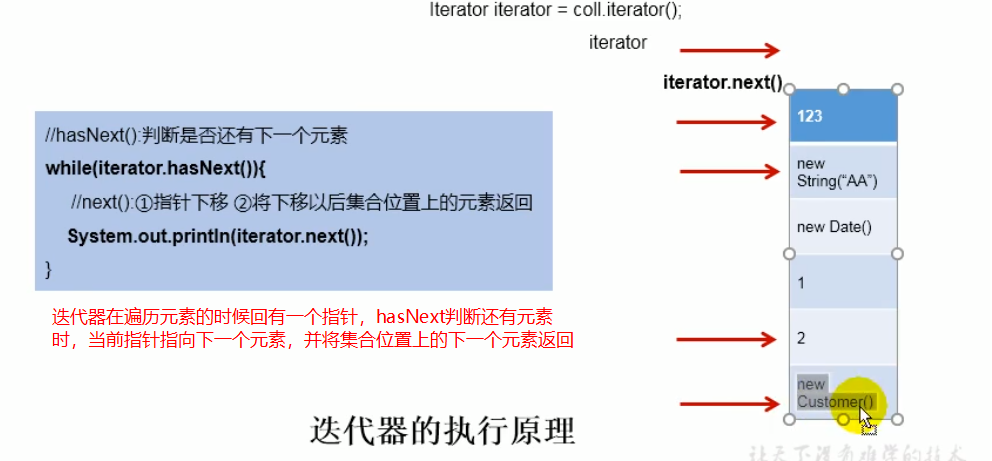 Iterator iterator = coll.iterator();
iterator
iterator.next()
//hasNext():判断是否还有下一个元素
while(iterator.hasNext()){
//next():①指针下移 ②将下移以后集合位置上的元素返回
System.out.println(iterator.next());
}
迭代器在遍历元素的时候回有一个指针，hasNext判断还有元素
时，当前指针指向下一个元素，并将集合位置上的下一个元素返回
123
new
String(“AA”)
new Date()
1
2
new
Customer()
迭代器的执行原理
让天下没有难学的技术